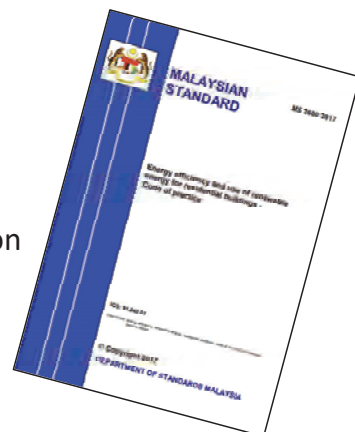 MALAYSIAN
STANDARD
MS 2680:2017
Energy efficiency and use of renewable
energy for residential buildings -
Code of practice
on
© Copyright 2017
DEPARTMENT OF STANDARDS MALAYSIA